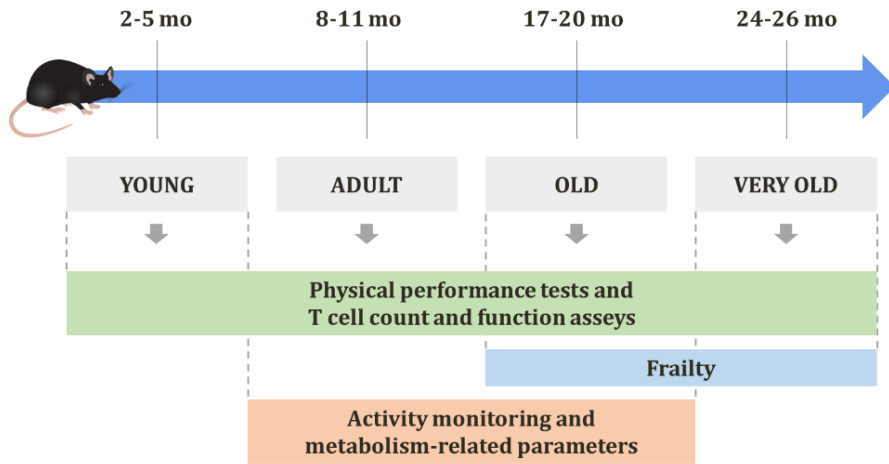 2-5 mo 8-11 mo 17-20 mo 24-26 mo
YOUNG ADULT OLD VERY OLD
Physical performance tests and
T cell count and function asseys
Frailty
Activity monitoring and
metabolism-related parameters